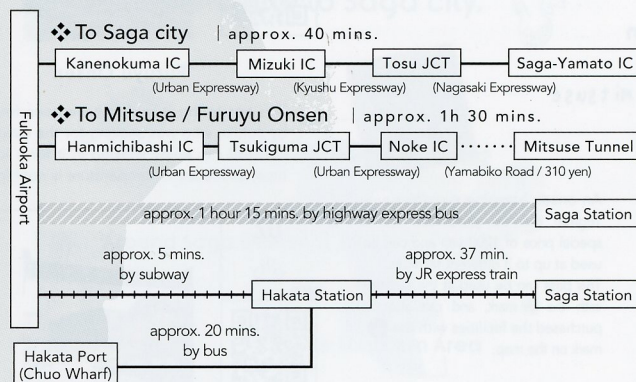 ❖ To Saga city | approx. 40 mins.
Kanenokuma IC Mizuki IC Tosu JCT Saga-Yamato IC
(Urban Expressway) (Kyushu Expressway) (Nagasaki Expressway)
❖ To Mitsuse / Furuyu Onsen | approx. 1h 30 mins.
Fukuoka Airport
Hanmichibashi IC Tsukiguma JCT Noke IC Mitsuse Tunnel
(Urban Expressway) (Urban Expressway) (Yamabiko Road / 310 yen)
approx. 1 hour 15 mins. by highway express bus Saga Station
approx. 5 mins.
by subway
approx. 37 min.
by JR express train
Hakata Station Saga Station
approx. 20 mins.
by bus
Hakata Port
(Chuo Wharf)